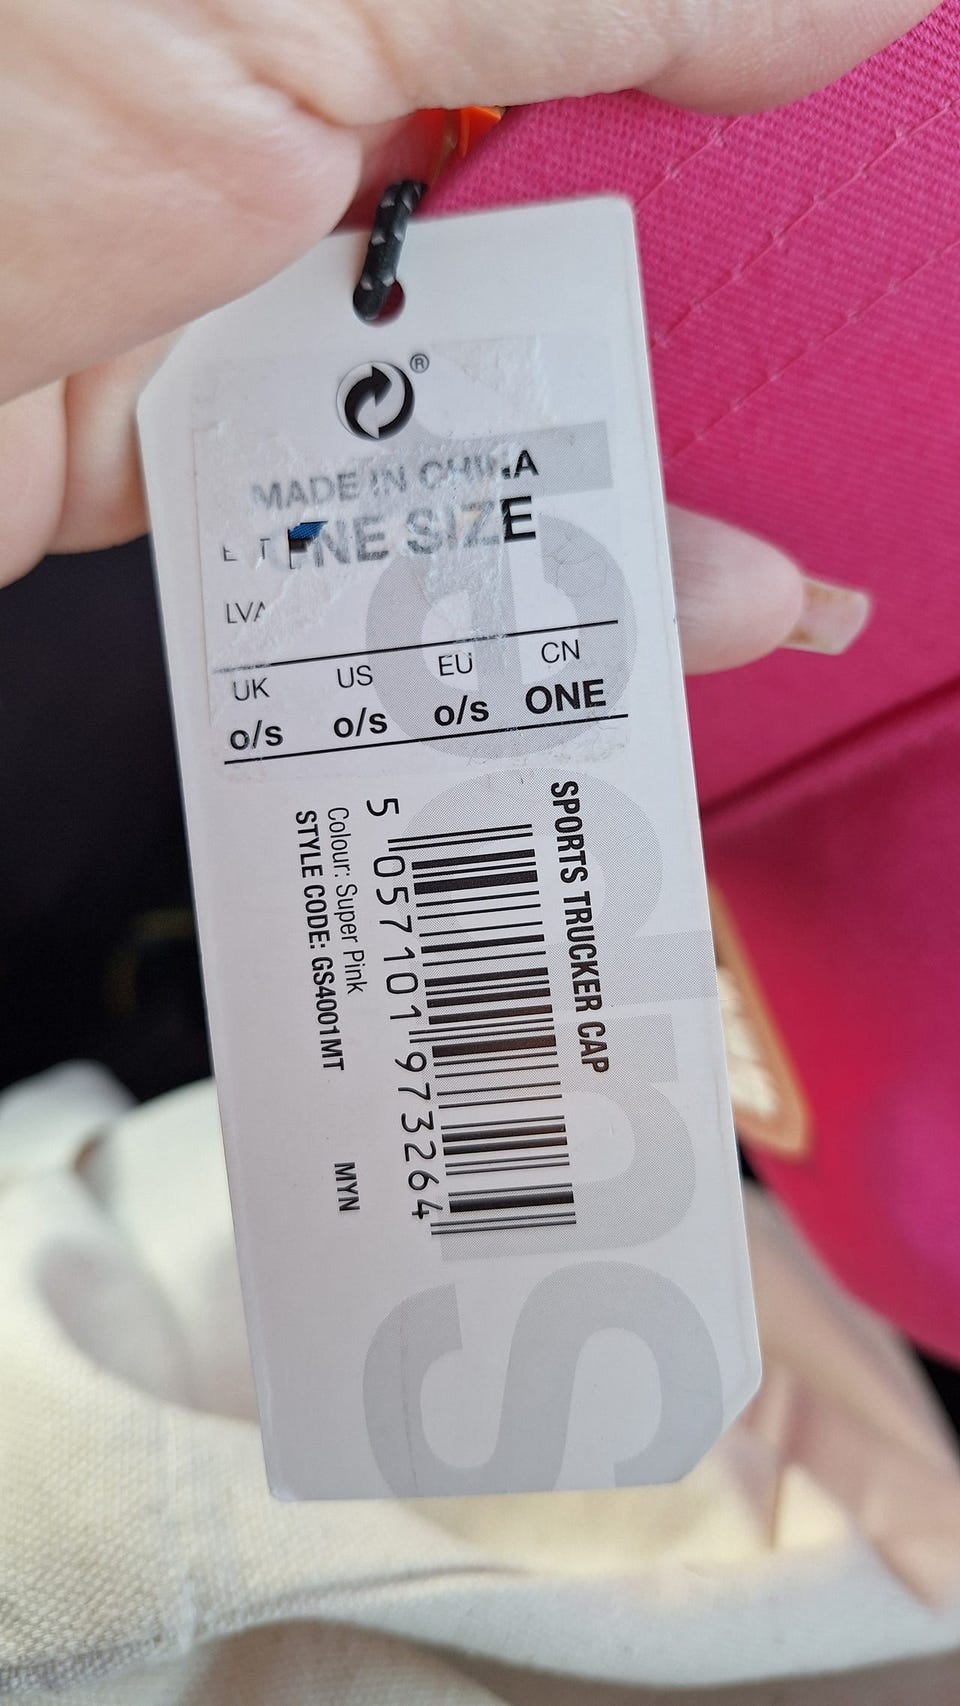 ®
MADE IN CHINA
ONE SIZE
LVA
UK US EU CN
o/s o/s o/s ONE
SPORTS TRUCKER CAP
5 057101 973264
Colour: Super Pink
STYLE CODE: GS4001MT MYN
Super